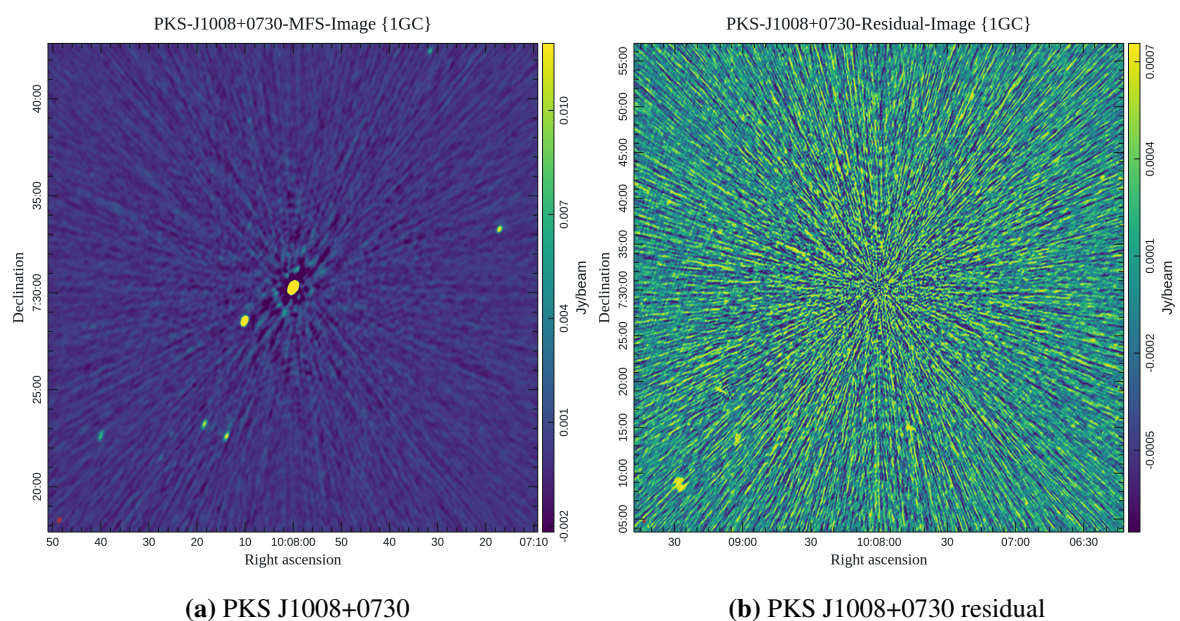 PKS-J1008+0730-MFS-Image {1GC}
Declination
40:00
35:00
7:30:00
25:00
20:00
50 40 30 20 10 10:08:00 50 40 30 20 07:10
Right ascension
0.010
0.007
0.004
0.001
-0.002
Jy/beam
PKS-J1008+0730-Residual-Image {1GC}
Declination
55:00
50:00
45:00
40:00
35:00
7:30:00
25:00
20:00
15:00
10:00
05:00
30 09:00 30 10:08:00 30 07:00 06:30
Right ascension
0.0007
0.0004
0.0001
-0.0002
-0.0005
Jy/beam
(a) PKS J1008+0730
(b) PKS J1008+0730 residual